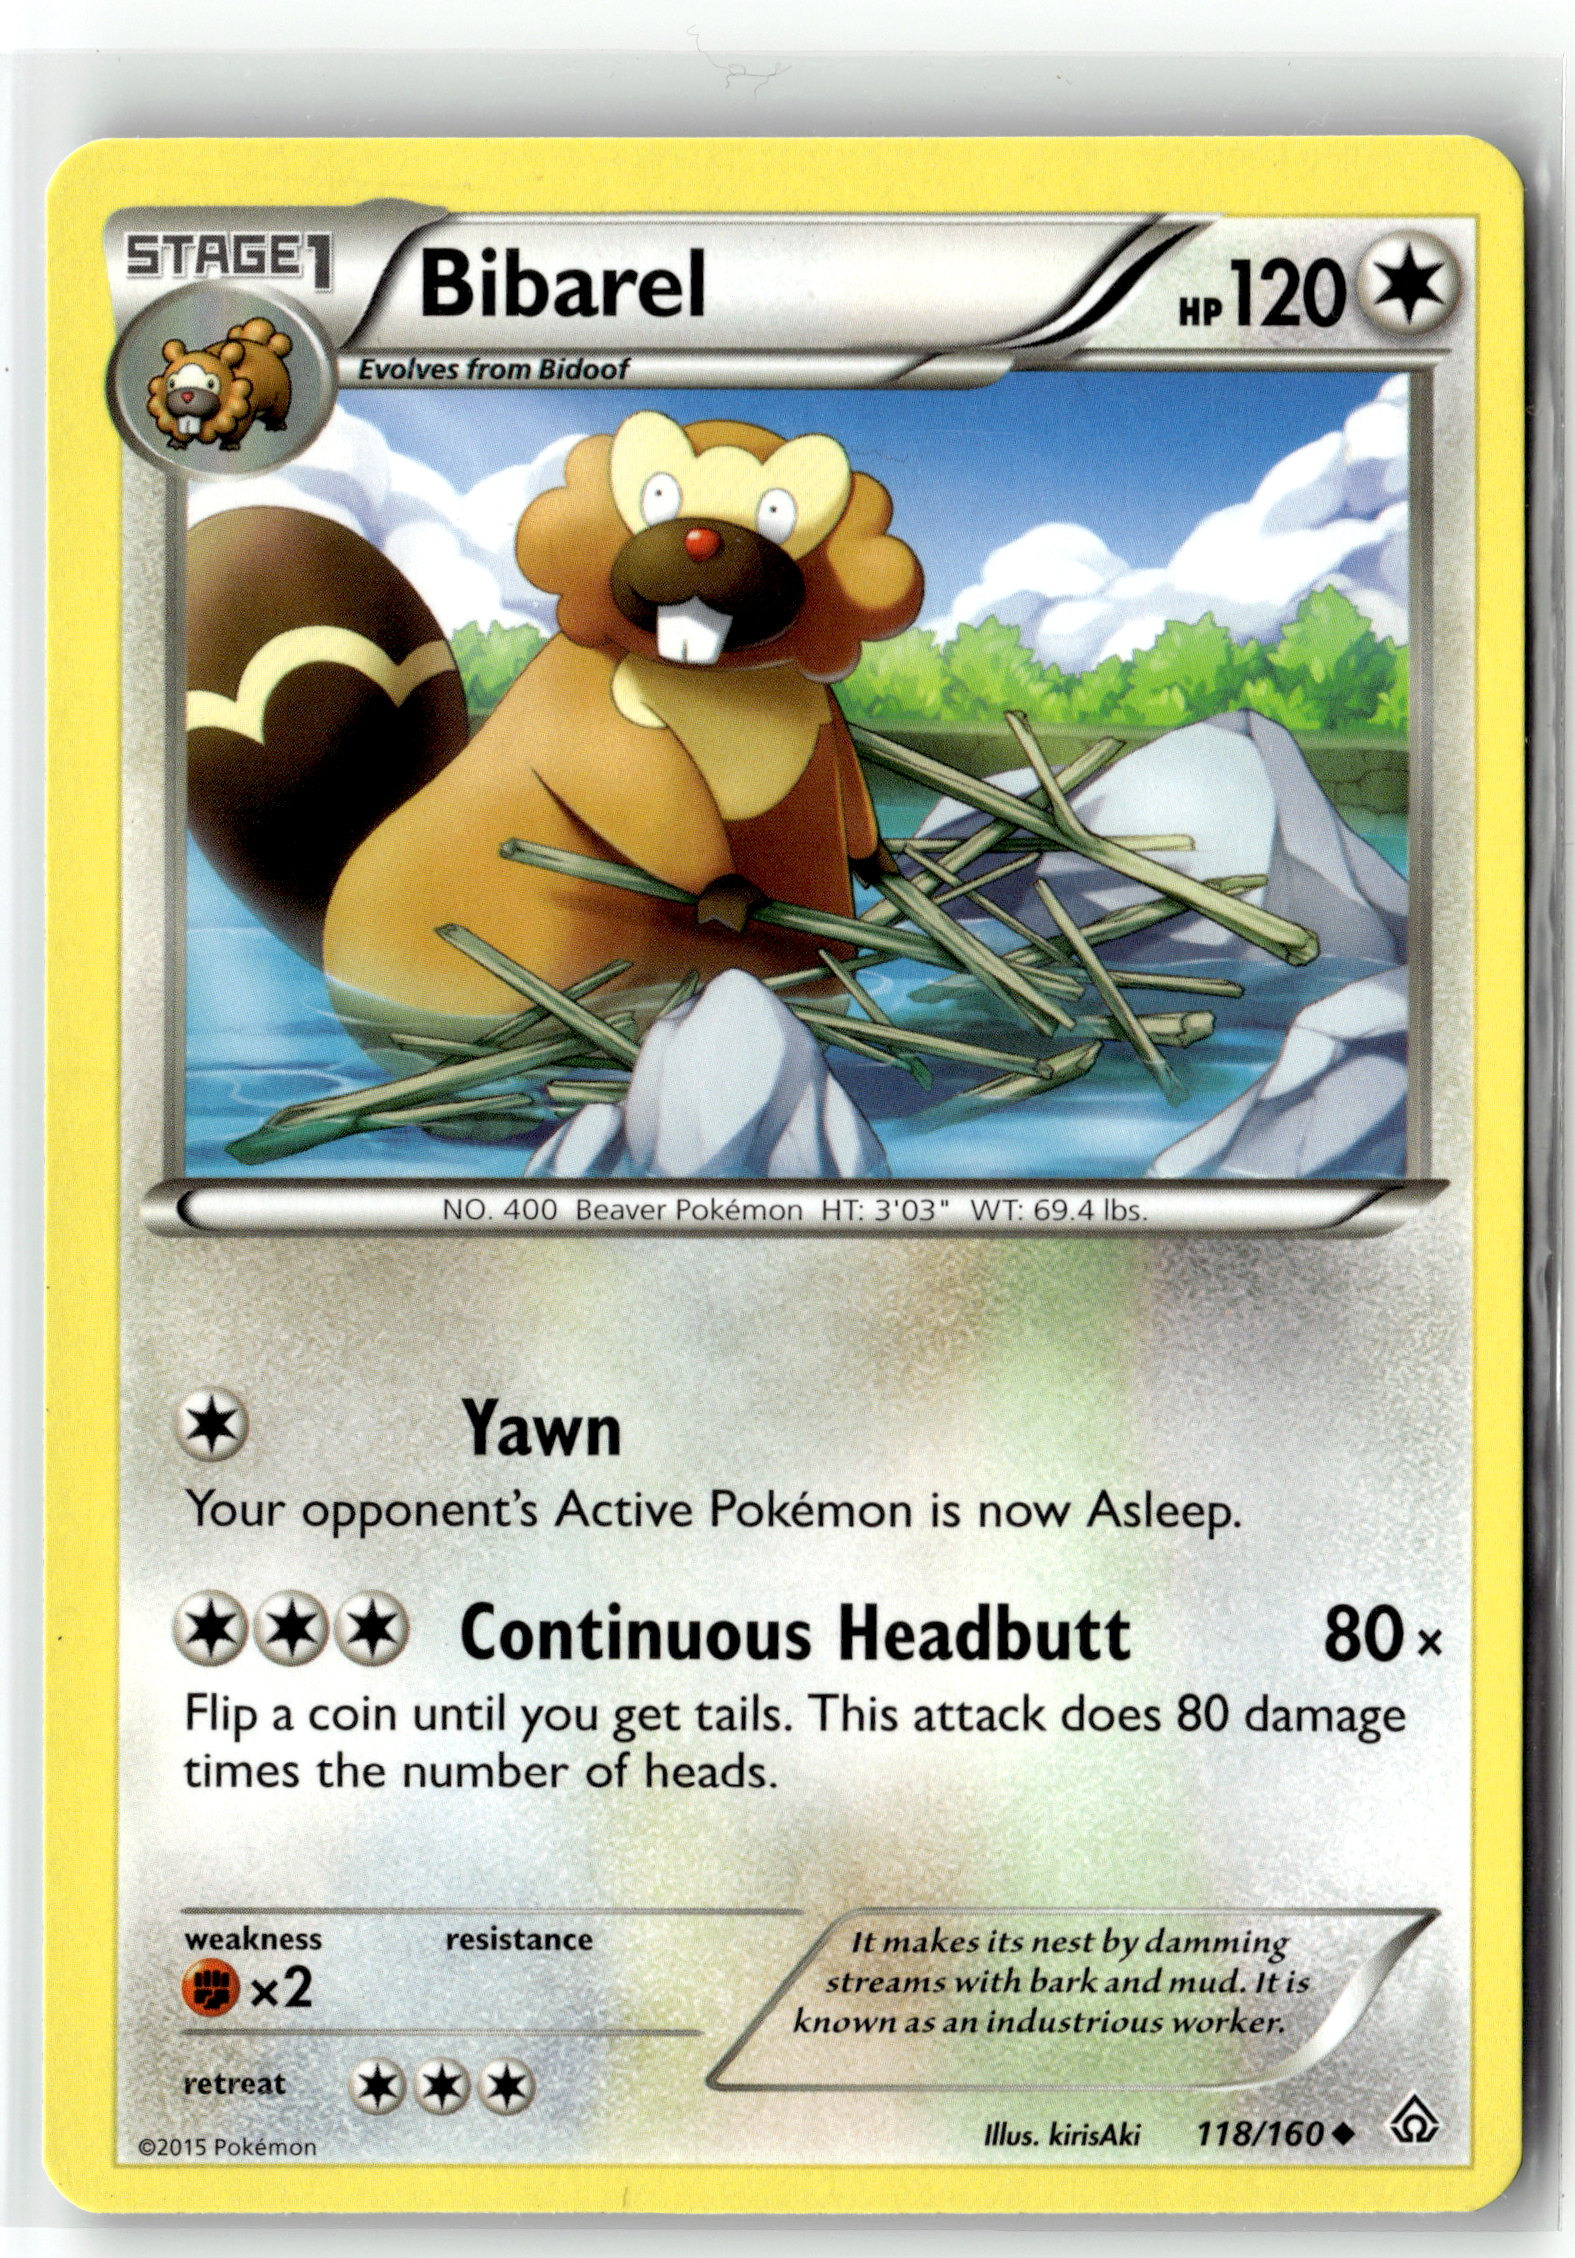 STAGE1
Bibarel
HP120
Evolves from Bidoof
NO. 400 Beaver Pokémon HT: 3'03" WT: 69.4 lbs.
Yawn
Your opponent's Active Pokémon is now Asleep.
Continuous Headbutt 80×
Flip a coin until you get tails. This attack does 80 damage
times the number of heads.
weakness
×2
resistance
retreat
It makes its nest by damming
streams with bark and mud. It is
known as an industrious worker.
Illus. kirisAki 118/160
©2015 Pokémon